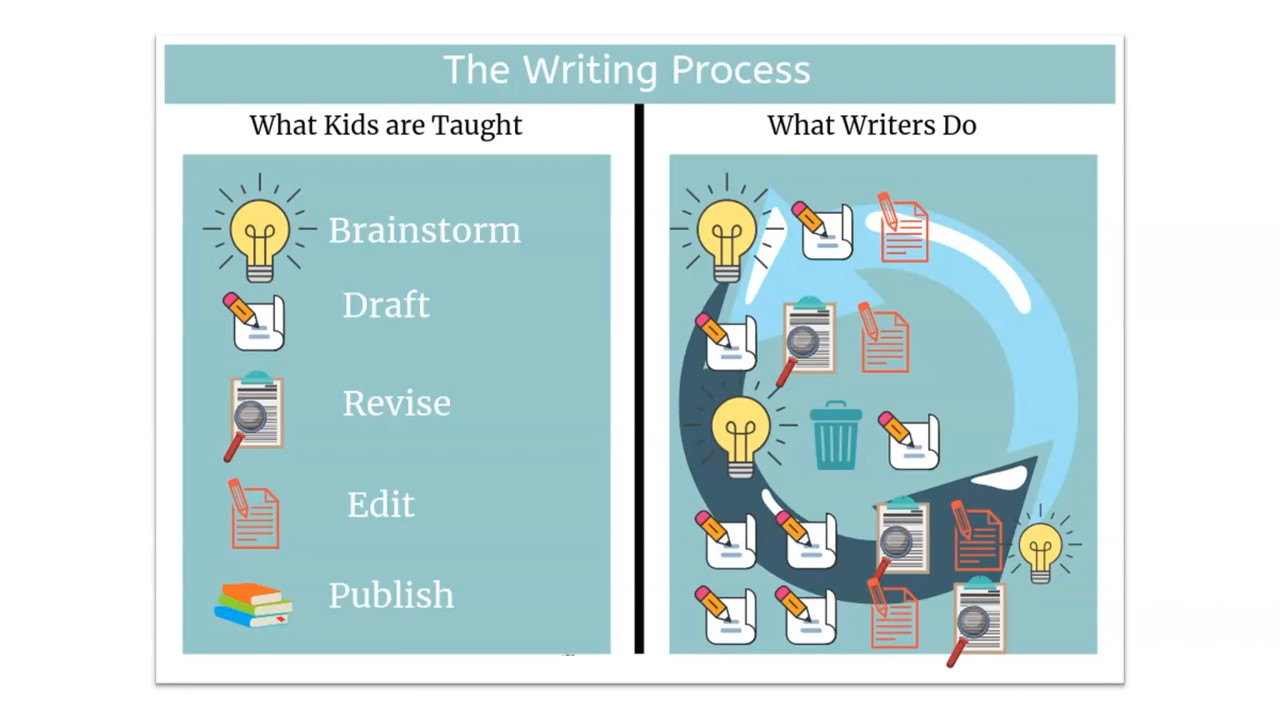 The Writing Process
What Kids are Taught
What Writers Do
Brainstorm
Draft
Revise
Edit
Publish